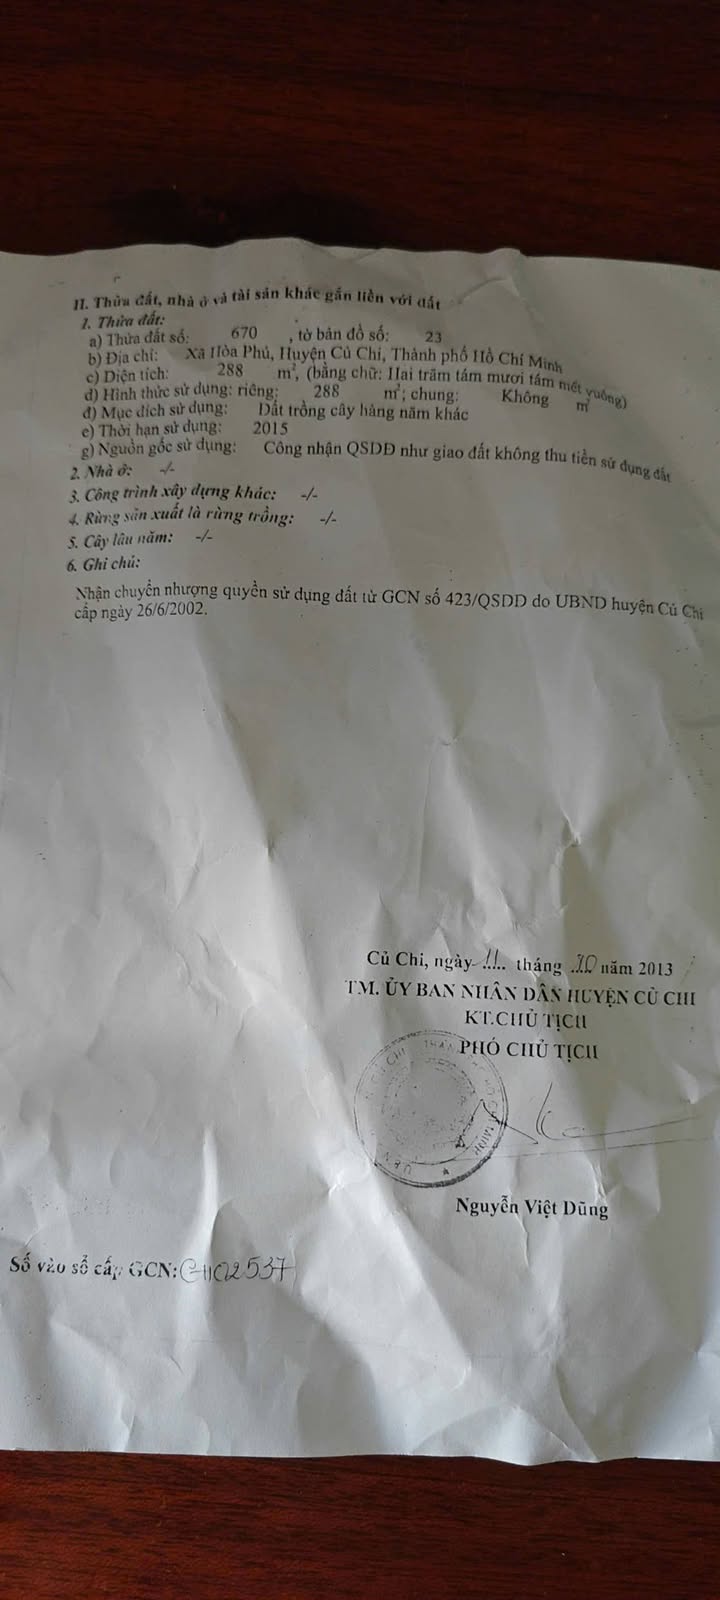 II. Thửa đất, nhà ở và tài sản khác gắn liền với đất
1. Thửa đất:
a) Thửa đất số: 670 , tờ bản đồ số: 23
b) Địa chỉ: Xã Hòa Phú, Huyện Củ Chi, Thành phố Hồ Chí Minh
c) Diện tích: 288 m², (bằng chữ: Hai trăm tám mươi tám mét vuông)
d) Hình thức sử dụng: riêng: 288 m²; chung: Không m²
đ) Mục đích sử dụng: Đất trồng cây hàng năm khác
e) Thời hạn sử dụng: 2015
g) Nguồn gốc sử dụng: Công nhận QSDĐ như giao đất không thu tiền sử dụng đất
2. Nhà ở: -/-
3. Công trình xây dựng khác: -/-
4. Rừng sản xuất là rừng trồng: -/-
5. Cây lâu năm: -/-
6. Ghi chú:
Nhận chuyển nhượng quyền sử dụng đất từ GCN số 423/QSDĐ do UBND huyện Củ Chi
cấp ngày 26/6/2002.
Củ Chi, ngày 11 tháng 10 năm 2013
TM. ỦY BAN NHÂN DÂN HUYỆN CỦ CHI
KT.CHỦ TỊCH
PHÓ CHỦ TỊCH
Nguyễn Việt Dũng
Số vào sổ cấp GCN: CH02537